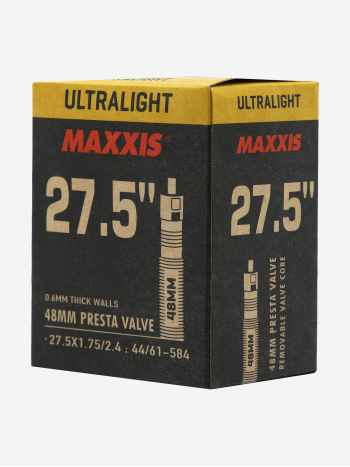 ULTRALIGHT
MAXXIS®
27.5"
48MM
0.6MM THICK WALLS
48MM PRESTA VALVE
· 27.5X1.75/2.4 ; 44/61-584
ULTRALIGHT
MAXXIS®
27.5"
48MM
48MM PRESTA VALVE
REMOVABLE VALVE CORE